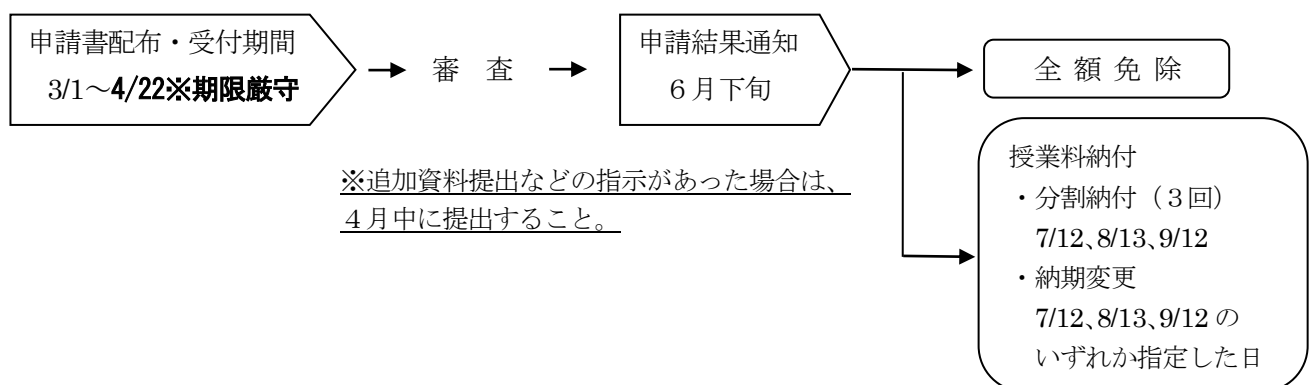 申請書配布・受付期間
3/1～4/22※期限厳守
審 査
申請結果通知
６月下旬
全 額 免 除
※追加資料提出などの指示があった場合は、
４月中に提出すること。
授業料納付
・分割納付（３回）
7/12、8/13、9/12
・納期変更
7/12、8/13、9/12 の
いずれか指定した日